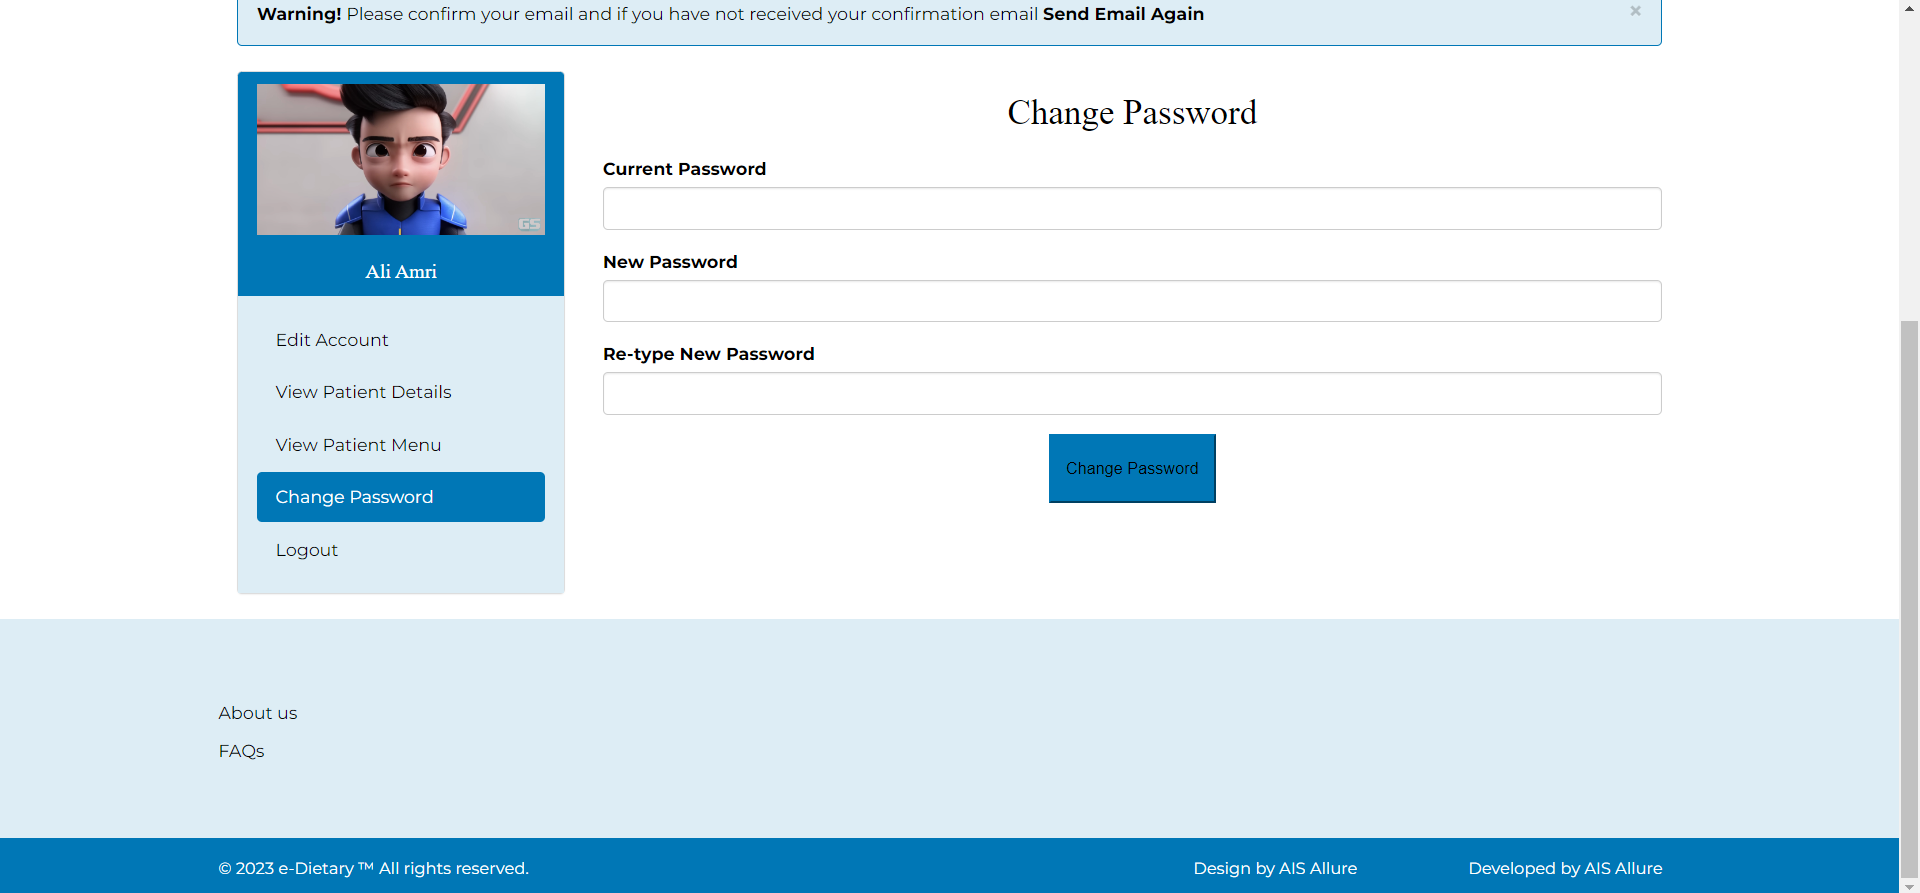 Warning! Please confirm your email and if you have not received your confirmation email Send Email Again
×
GS
Ali Amri
Edit Account
View Patient Details
View Patient Menu
Change Password
Logout
Change Password
Current Password
New Password
Re-type New Password
Change Password
About us
FAQs
© 2023 e-Dietary ™ All rights reserved.
Design by AIS Allure
Developed by AIS Allure